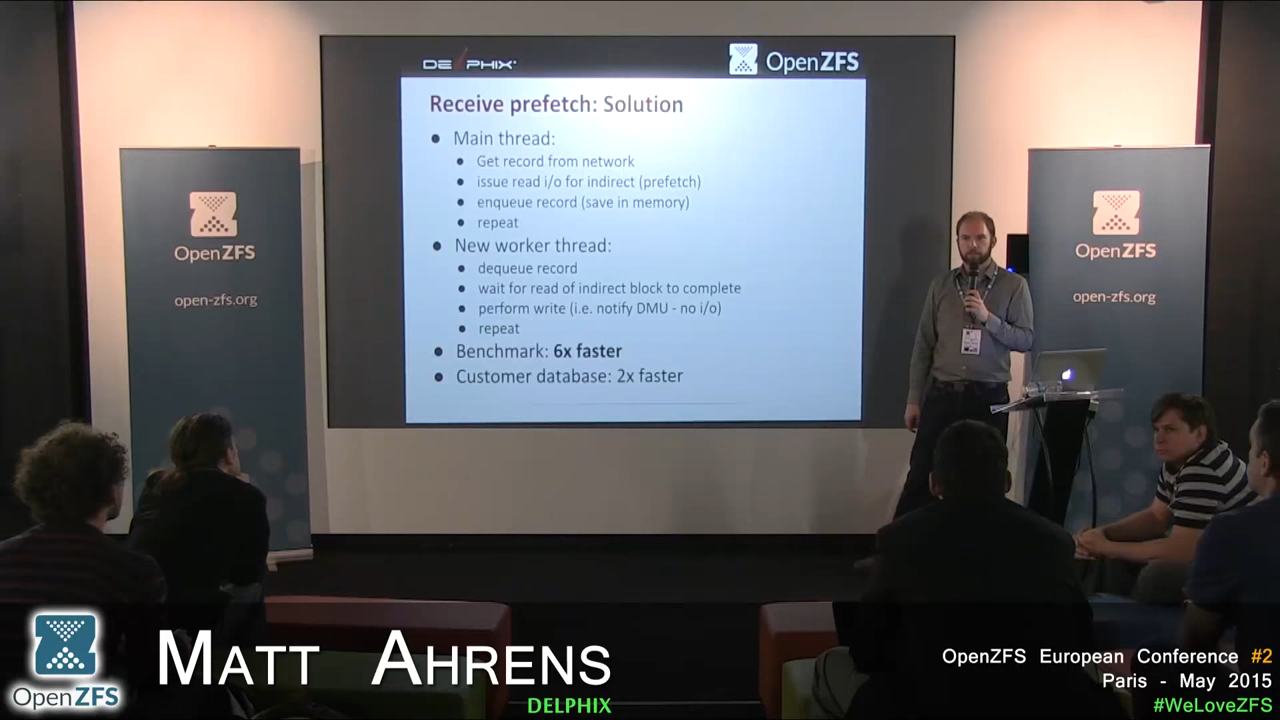 DELPHIX
OpenZFS
Receive prefetch: Solution
● Main thread:
● Get record from network
● issue read i/o for indirect (prefetch)
● enqueue record (save in memory)
● repeat
● New worker thread:
● dequeue record
● wait for read of indirect block to complete
● perform write (i.e. notify DMU - no i/o)
● repeat
● Benchmark: 6x faster
● Customer database: 2x faster
OpenZFS
open-zfs.org
OpenZFS
open-zfs.org
OpenZFS
MATT AHRENS
DELPHIX
OpenZFS European Conference #2
Paris - May 2015
#WeLoveZFS